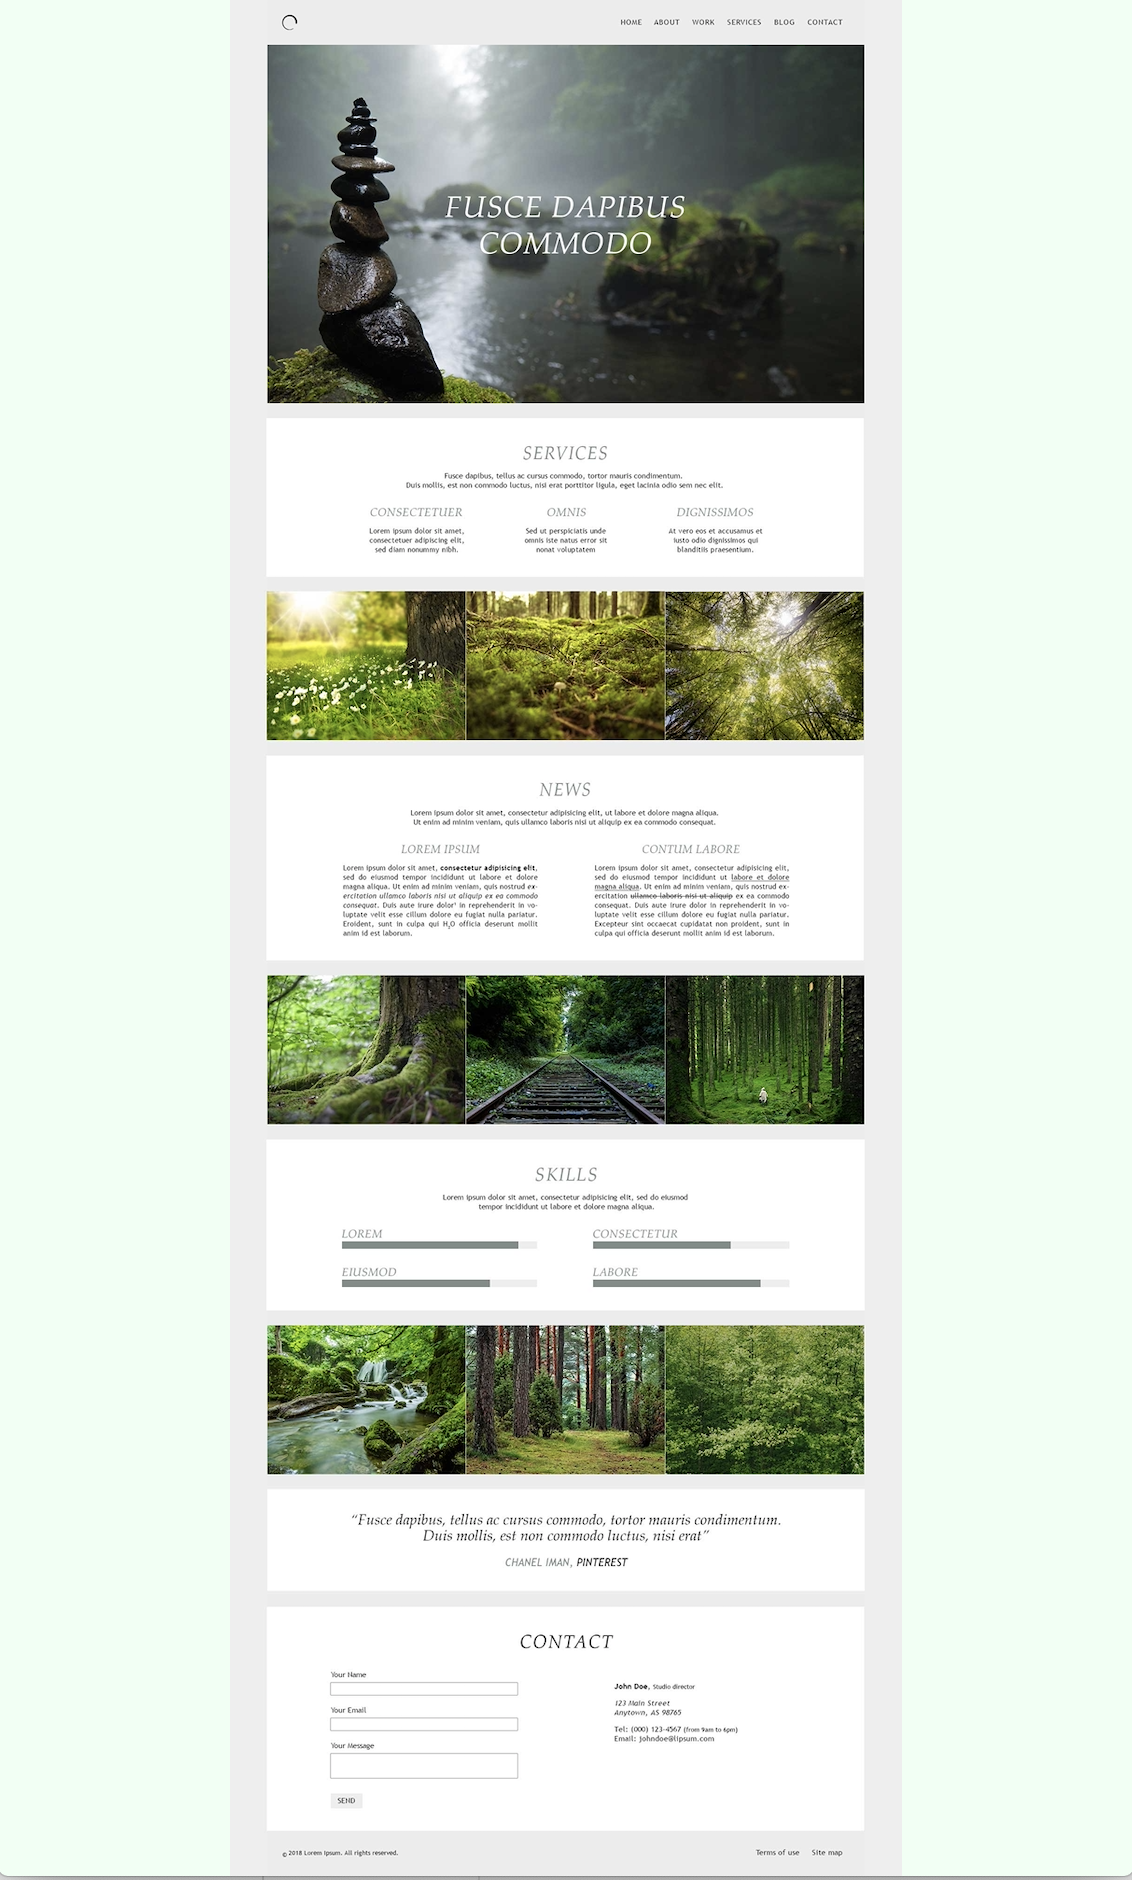 HOME ABOUT WORK SERVICES BLOG CONTACT
FUSCE DAPIBUS
COMMODO
SERVICES
Fusce dapibus, tellus ac cursus commodo, tortor mauris condimentum.
Duis mollis, est non commodo luctus, nisi erat porttitor ligula, eget lacinia odio sem nec elit.
CONSECTETUER
Lorem ipsum dolor sit amet,
consectetuer adipiscing elit,
sed diam nonummy nibh.
OMNIS
Sed ut perspiciatis unde
omnis iste natus error sit
nonat voluptatem
DIGNISSIMOS
At vero eos et accusamus et
iusto odio dignissimos qui
blanditiis praesentium.
NEWS
Lorem ipsum dolor sit amet, consectetur adipisicing elit, ut labore et dolore magna aliqua.
Ut enim ad minim veniam, quis ullamco laboris nisi ut aliquip ex ea commodo consequat.
LOREM IPSUM
Lorem ipsum dolor sit amet, consectetur adipisicing elit,
sed do eiusmod tempor incididunt ut labore et dolore
magna aliqua. Ut enim ad minim veniam, quis nostrud ex-
ercitation ullamco laboris nisi ut aliquip ex ea commodo
consequat. Duis aute irure dolor¹ in reprehenderit in vo-
luptate velit esse cillum dolore eu fugiat nulla pariatur.
Eroident, sunt in culpa qui H₂O officia deserunt mollit
anim id est laborum.
CONTUM LABORE
Lorem ipsum dolor sit amet, consectetur adipisicing elit,
sed do eiusmod tempor incididunt ut labore et dolore
magna aliqua. Ut enim ad minim veniam, quis nostrud ex-
ercitation ullamco laboris nisi ut aliquip ex ea commodo
consequat. Duis aute irure dolor in reprehenderit in vo-
luptate velit esse cillum dolore eu fugiat nulla pariatur.
Excepteur sint occaecat cupidatat non proident, sunt in
culpa qui officia deserunt mollit anim id est laborum.
SKILLS
Lorem ipsum dolor sit amet, consectetur adipisicing elit, sed do eiusmod
tempor incididunt ut labore et dolore magna aliqua.
LOREM
CONSECTETUR
EIUSMOD
LABORE
“Fusce dapibus, tellus ac cursus commodo, tortor mauris condimentum.
Duis mollis, est non commodo luctus, nisi erat”
CHANEL IMAN, PINTEREST
CONTACT
Your Name
Your Email
Your Message
SEND
John Doe, Studio director
123 Main Street
Anytown, AS 98765
Tel: (000) 123-4567 (from 9am to 6pm)
Email: johndoe@lipsum.com
© 2018 Lorem Ipsum. All rights reserved.
Terms of use Site map